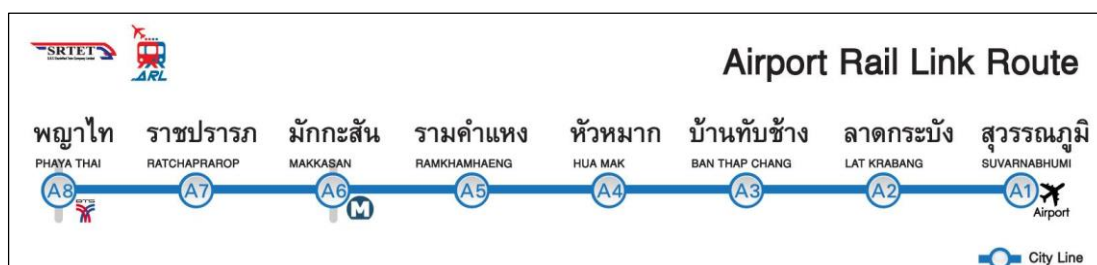 SRTET
ARL
Airport Rail Link Route
พญาไท ราชปรารภ มักกะสัน รามคำแหง หัวหมาก บ้านทับช้าง ลาดกระบัง สุวรรณภูมิ
PHAYA THAI RATCHAPRAROP MAKKASAN RAMKHAMHAENG HUA MAK BAN THAP CHANG LAT KRABANG SUVARNABHUMI
A8 A7 A6 A5 A4 A3 A2 A1
BTS M Airport
City Line